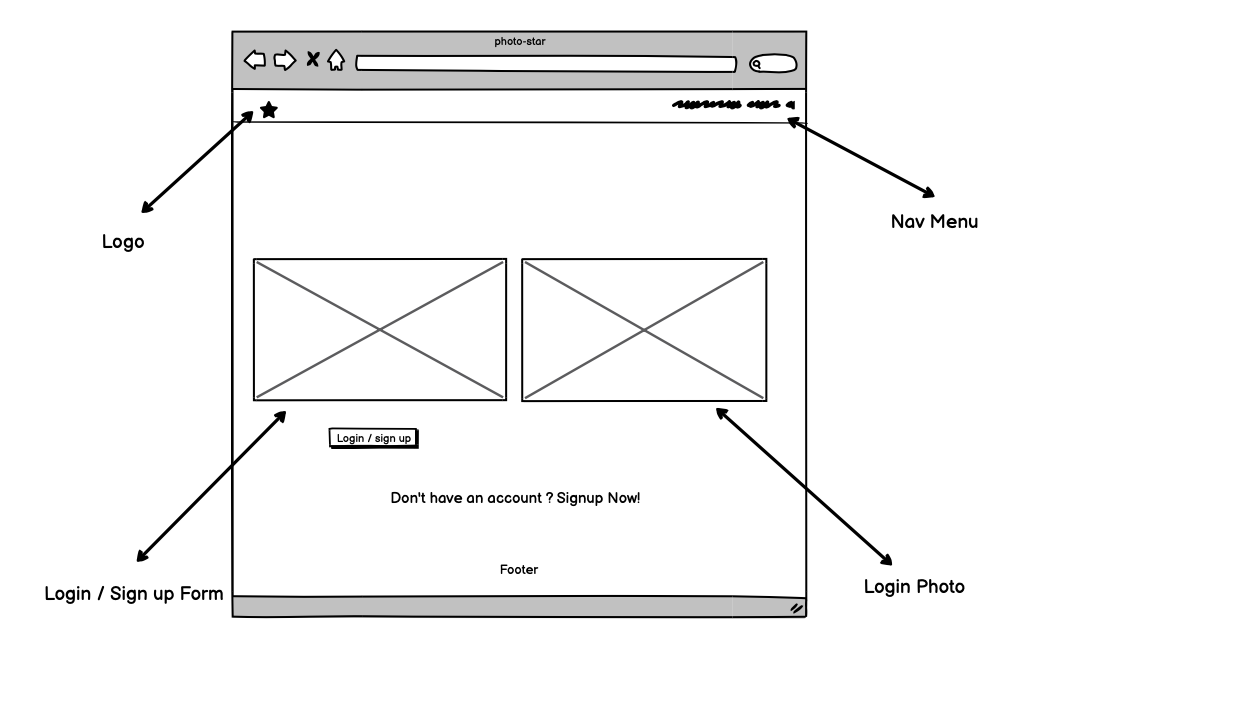 photo-star
Logo
Nav Menu
Login / sign up
Don't have an account ? Signup Now!
Footer
Login / Sign up Form
Login Photo